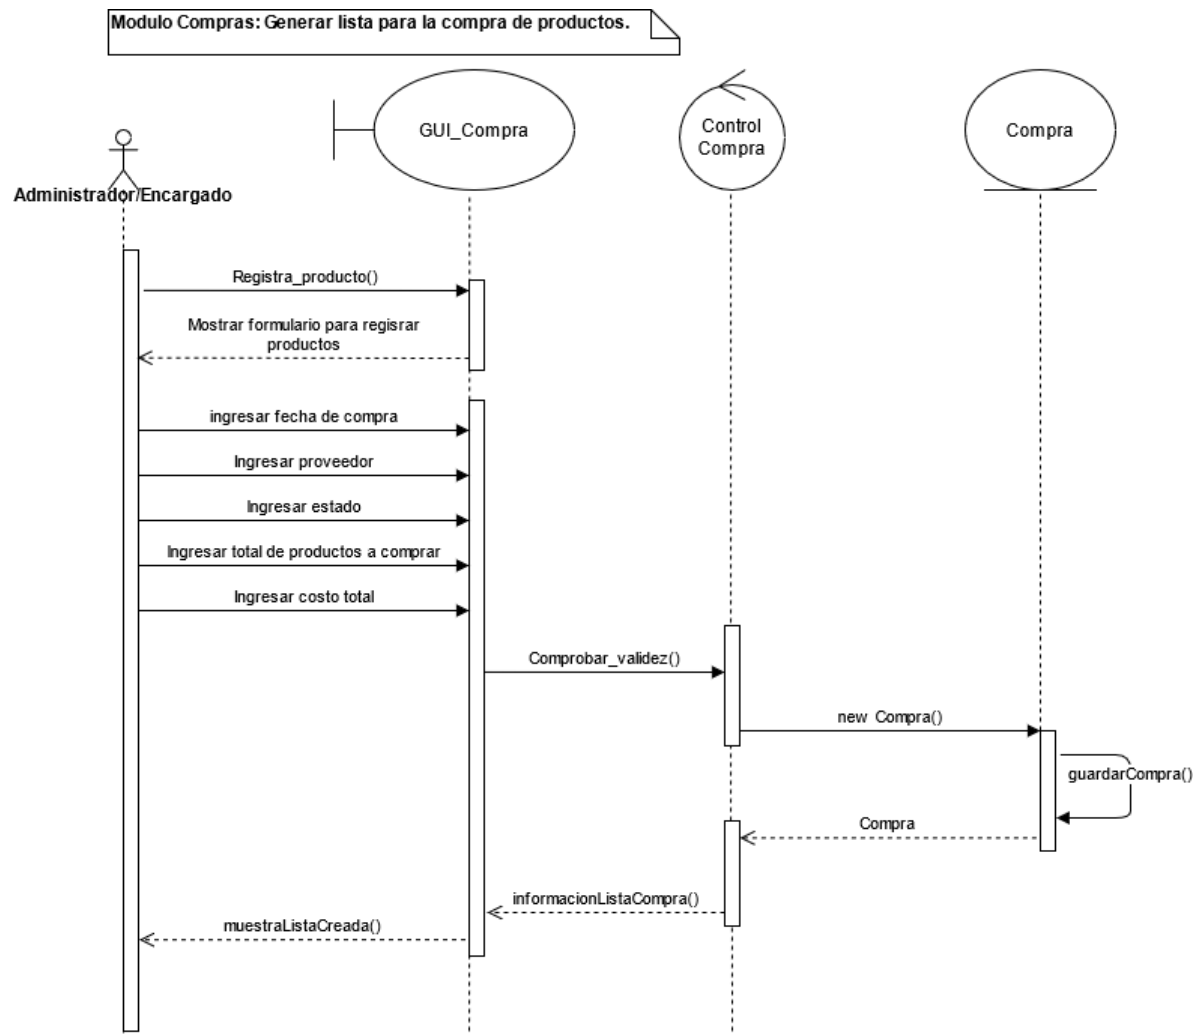 Modulo Compras: Generar lista para la compra de productos.
GUI_Compra
Control
Compra
Compra
Administrador/Encargado
Registra_producto()
Mostrar formulario para regisrar
productos
ingresar fecha de compra
Ingresar proveedor
Ingresar estado
Ingresar total de productos a comprar
Ingresar costo total
Comprobar_validez()
new Compra()
guardarCompra()
Compra
informacionListaCompra()
muestraListaCreada()